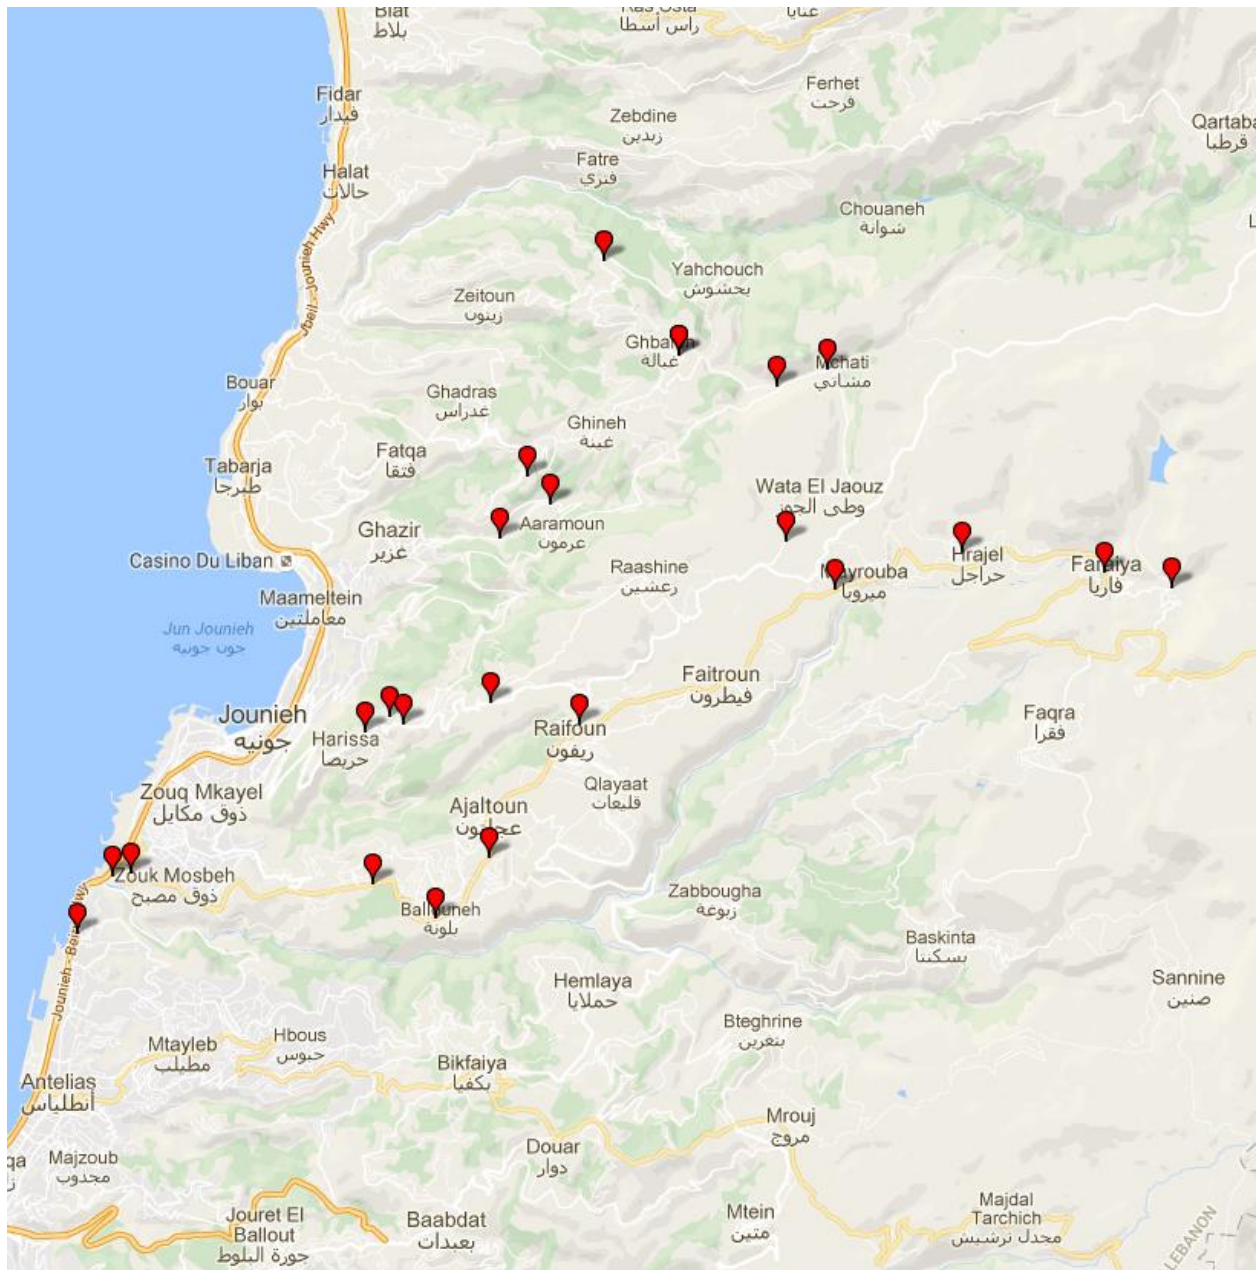 Blat
بلاط
راس أسطا
Fidar
فيدار
Ferhet
فرحت
Zebdine
زبدين
Qartaba
قرطبا
Fatre
فتري
Halat
حالات
Chouaneh
شوانة
Jbeil - Jounieh Hwy
Yahchouch
يحشوش
Zeitoun
زيتون
غبالة
Mchati
مشاتي
Bouar
بوار
Ghadras
غدراس
Ghineh
غينة
Fatqa
فتقا
Tabarja
طبرجا
Wata El Jaouz
وطى الجوز
Ghazir
غزير
Aaramoun
عرمون
Casino Du Liban
Raashine
رعشين
Mayrouba
ميروبا
Hrajel
حراجل
Faraiya
فاريا
Maameltein
معاملتين
Jun Jounieh
جون جونيه
Faitroun
فيطرون
Jounieh
جونيه
Harissa
حريصا
Raifoun
ريفون
Faqra
فقرا
Zouq Mkayel
ذوق مكايل
Qlayaat
قليعات
Ajaltoun
Zouk Mosbeh
ذوق مصبح
Ballouneh
بلونة
Zabbougha
زبوغة
Baskinta
بسكنتا
Hemlaya
حملايا
Sannine
صنين
Bteghrine
بتغرين
Hbous
حبوس
Mtayleb
مطيلب
Bikfaiya
بكفيا
Antelias
أنطلياس
Mrouj
مروج
Douar
دوار
Majzoub
مجذوب
Mtein
متين
Majdal
Tarchich
مجدل ترشيش
Jouret El
Ballout
جورة البلوط
Baabdat
بعبدات
LEBANON